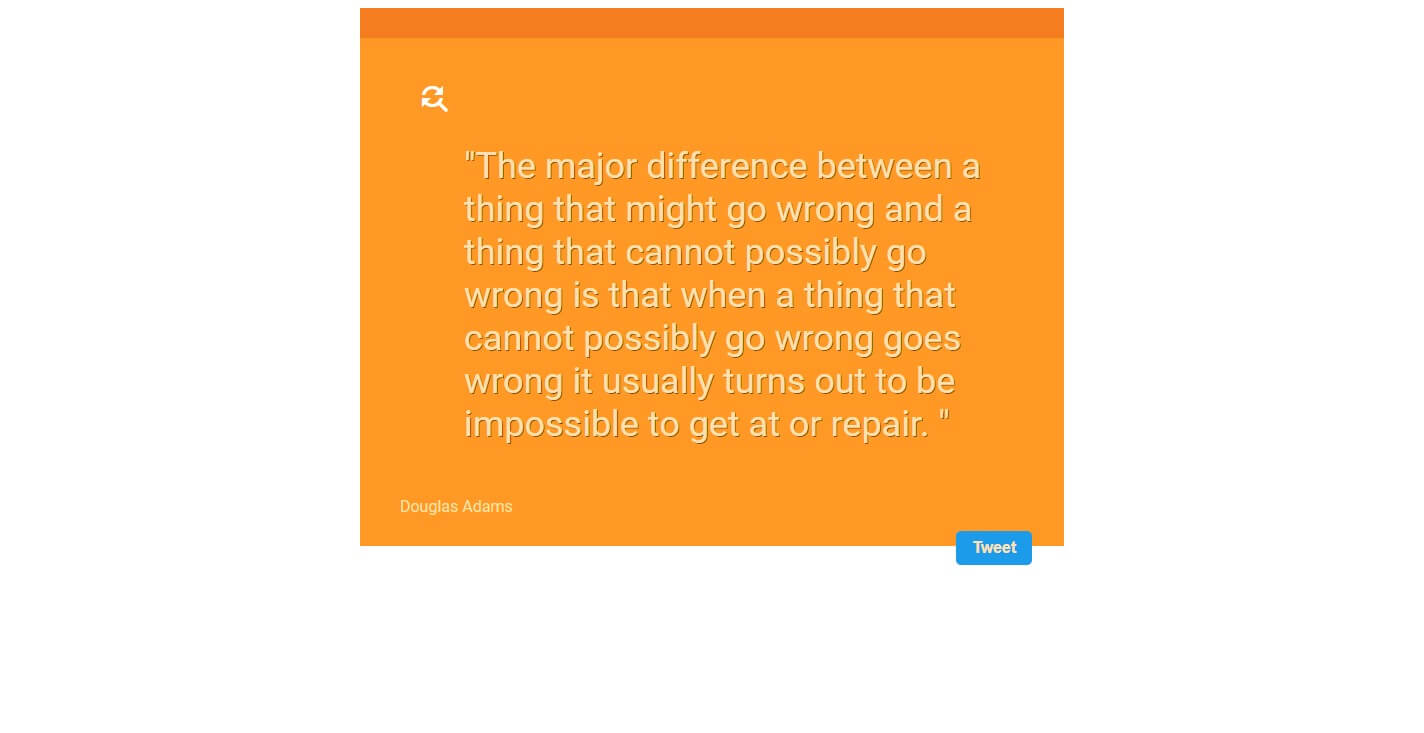 "The major difference between a
thing that might go wrong and a
thing that cannot possibly go
wrong is that when a thing that
cannot possibly go wrong goes
wrong it usually turns out to be
impossible to get at or repair. "
Douglas Adams
Tweet